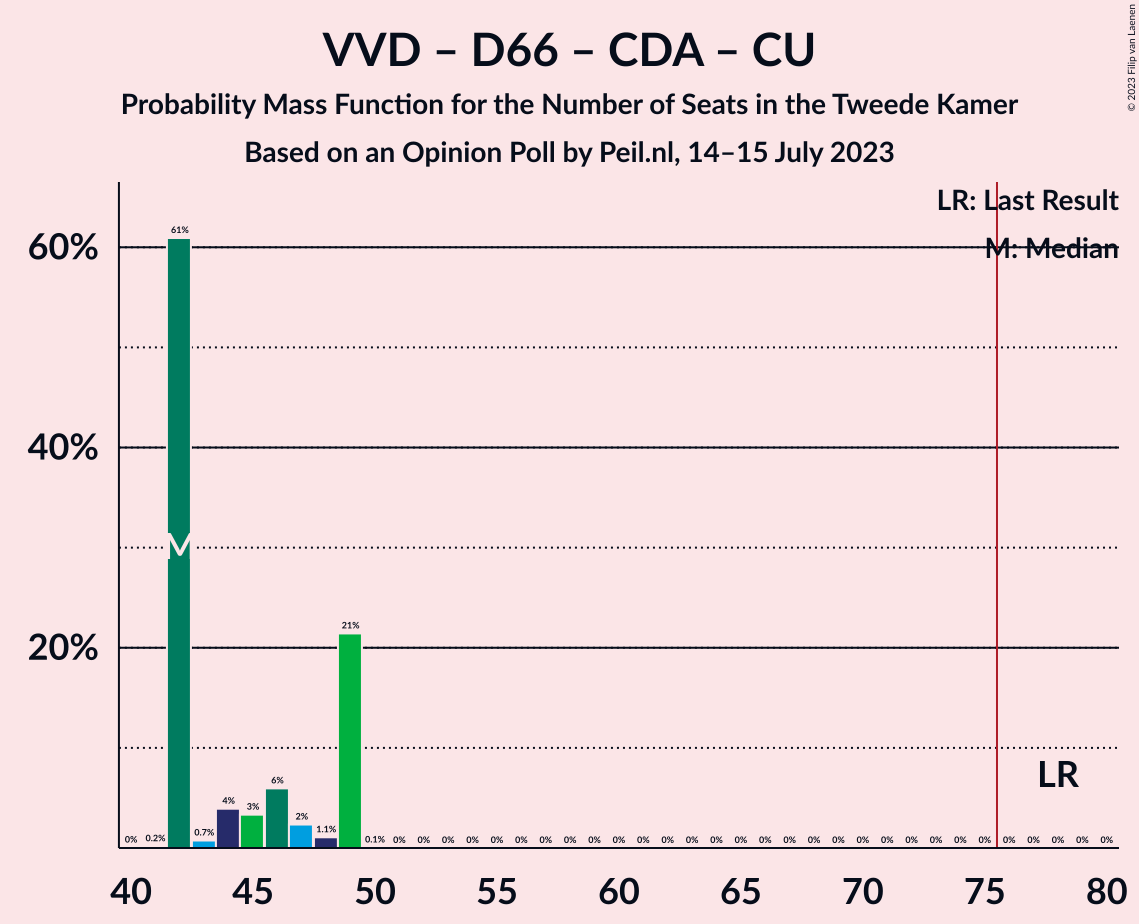 VVD – D66 – CDA – CU
Probability Mass Function for the Number of Seats in the Tweede Kamer
Based on an Opinion Poll by Peil.nl, 14–15 July 2023
© 2023 Filip van Laenen
LR: Last Result
M: Median
60%
40%
20%
61%
M
21%
LR
0% 0.2% 0.7% 4% 3% 6% 2% 1.1% 0.1% 0% 0% 0% 0% 0% 0% 0% 0% 0% 0% 0% 0% 0% 0% 0% 0% 0% 0% 0% 0% 0% 0% 0% 0% 0% 0% 0% 0% 0% 0%
40 45 50 55 60 65 70 75 80